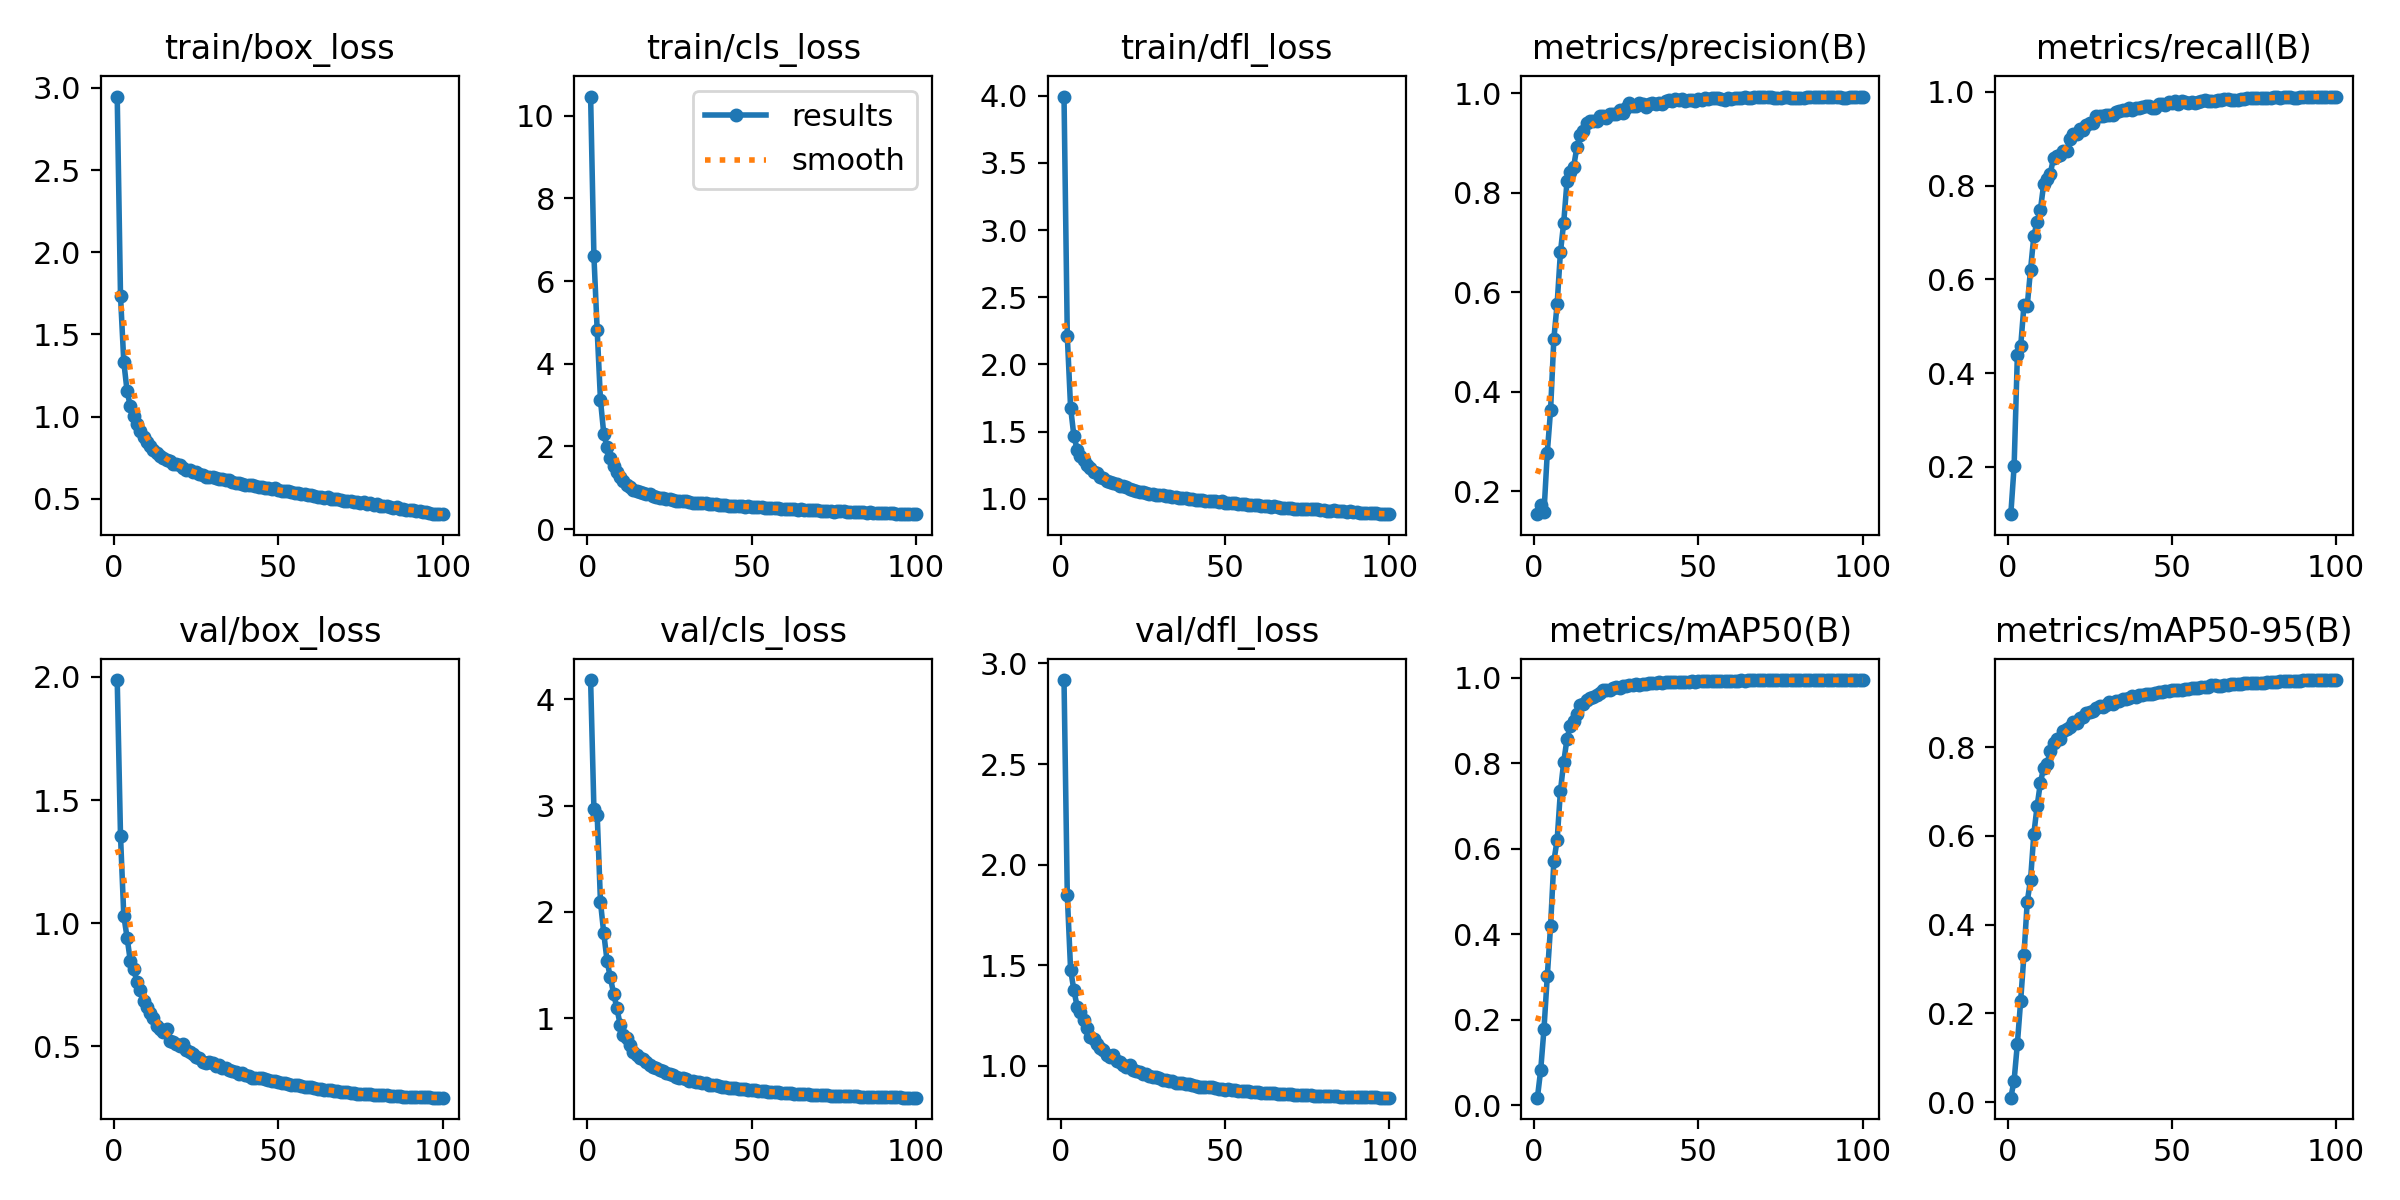 train/box_loss
3.0
2.5
2.0
1.5
1.0
0.5
0 50 100
train/cls_loss
results
smooth
10
8
6
4
2
0
0 50 100
train/dfl_loss
4.0
3.5
3.0
2.5
2.0
1.5
1.0
0 50 100
metrics/precision(B)
1.0
0.8
0.6
0.4
0.2
0 50 100
metrics/recall(B)
1.0
0.8
0.6
0.4
0.2
0 50 100
val/box_loss
2.0
1.5
1.0
0.5
0 50 100
val/cls_loss
4
3
2
1
0 50 100
val/dfl_loss
3.0
2.5
2.0
1.5
1.0
0 50 100
metrics/mAP50(B)
1.0
0.8
0.6
0.4
0.2
0.0
0 50 100
metrics/mAP50-95(B)
0.8
0.6
0.4
0.2
0.0
0 50 100